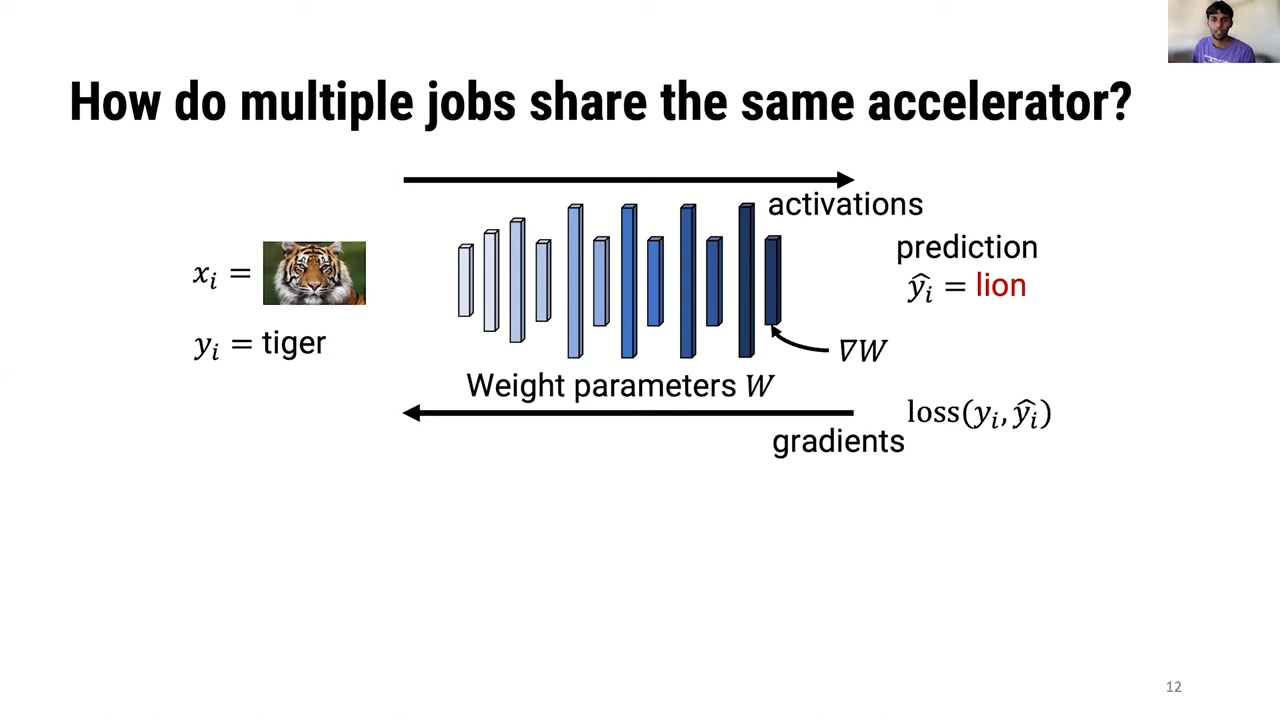 How do multiple jobs share the same accelerator?
activations
prediction
xᵢ =
ŷᵢ = lion
yᵢ = tiger
∇W
Weight parameters W
loss(yᵢ, ŷᵢ)
gradients
12